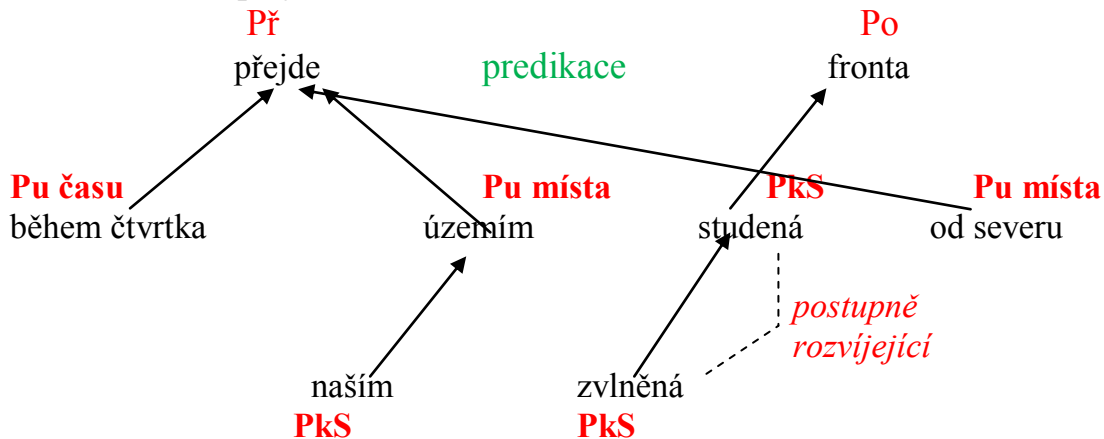 Př Po
přejde predikace fronta
Pu času Pu místa PkS Pu místa
během čtvrtka územím studená od severu
postupně
rozvíjející
naším zvlněná
PkS PkS